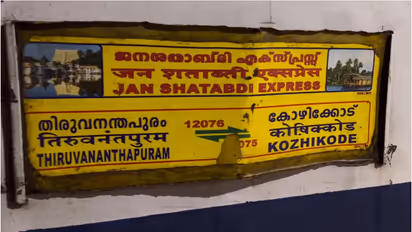 ജനശതാബ്ദി എക്സ്പ്രസ്സ്
जन शताब्दी एक्सप्रेस
JAN SHATABDI EXPRESS
തിരുവനന്തപുരം
तिरुवनंतपुरम
THIRUVANANTHAPURAM
12076
075
കോഴിക്കോട്
कोषिक्कोड
KOZHIKODE